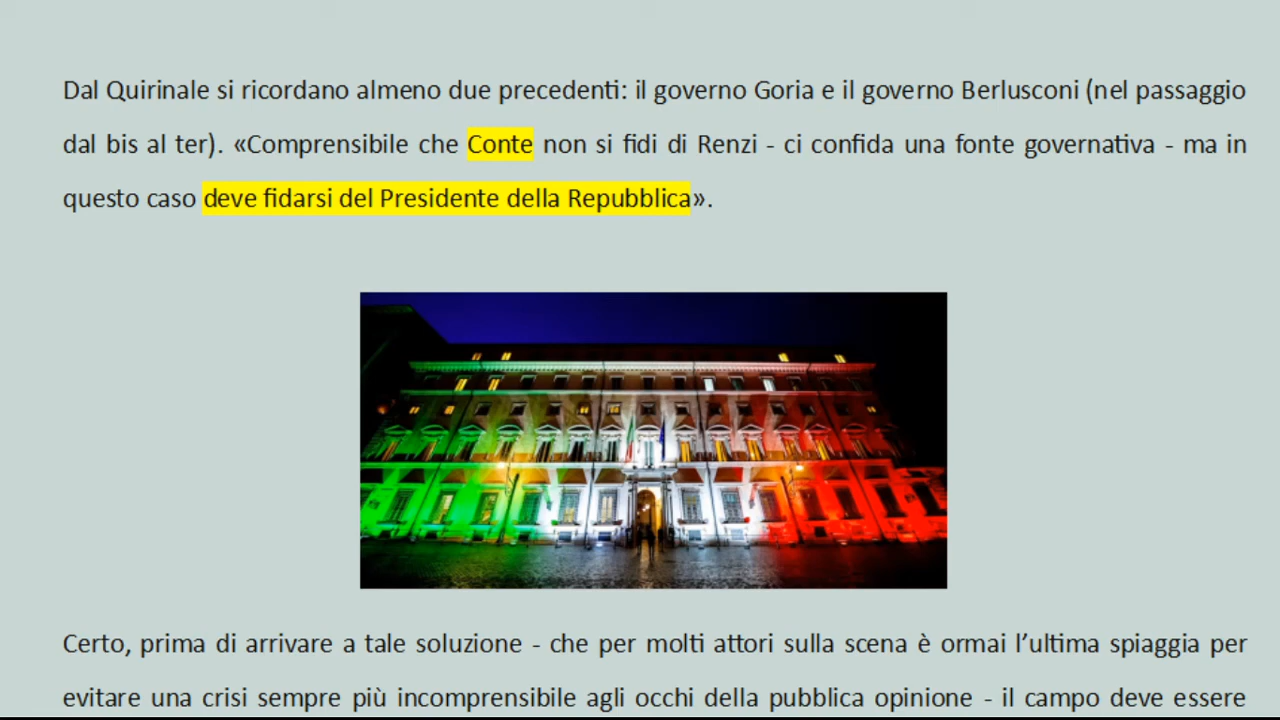 Dal Quirinale si ricordano almeno due precedenti: il governo Goria e il governo Berlusconi (nel passaggio
dal bis al ter). «Comprensibile che Conte non si fidi di Renzi - ci confida una fonte governativa - ma in
questo caso deve fidarsi del Presidente della Repubblica».
Certo, prima di arrivare a tale soluzione - che per molti attori sulla scena è ormai l’ultima spiaggia per
evitare una crisi sempre più incomprensibile agli occhi della pubblica opinione - il campo deve essere